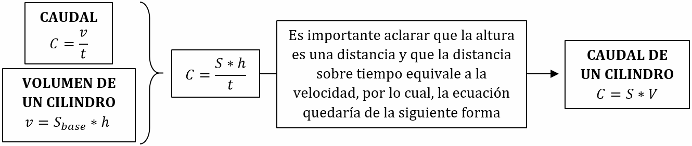 CAUDAL
C = v/t
VOLUMEN DE
UN CILINDRO
v = S_base * h
C = S * h / t
Es importante aclarar que la altura
es una distancia y que la distancia
sobre tiempo equivale a la
velocidad, por lo cual, la ecuación
quedaría de la siguiente forma
CAUDAL DE
UN CILINDRO
C = S * V